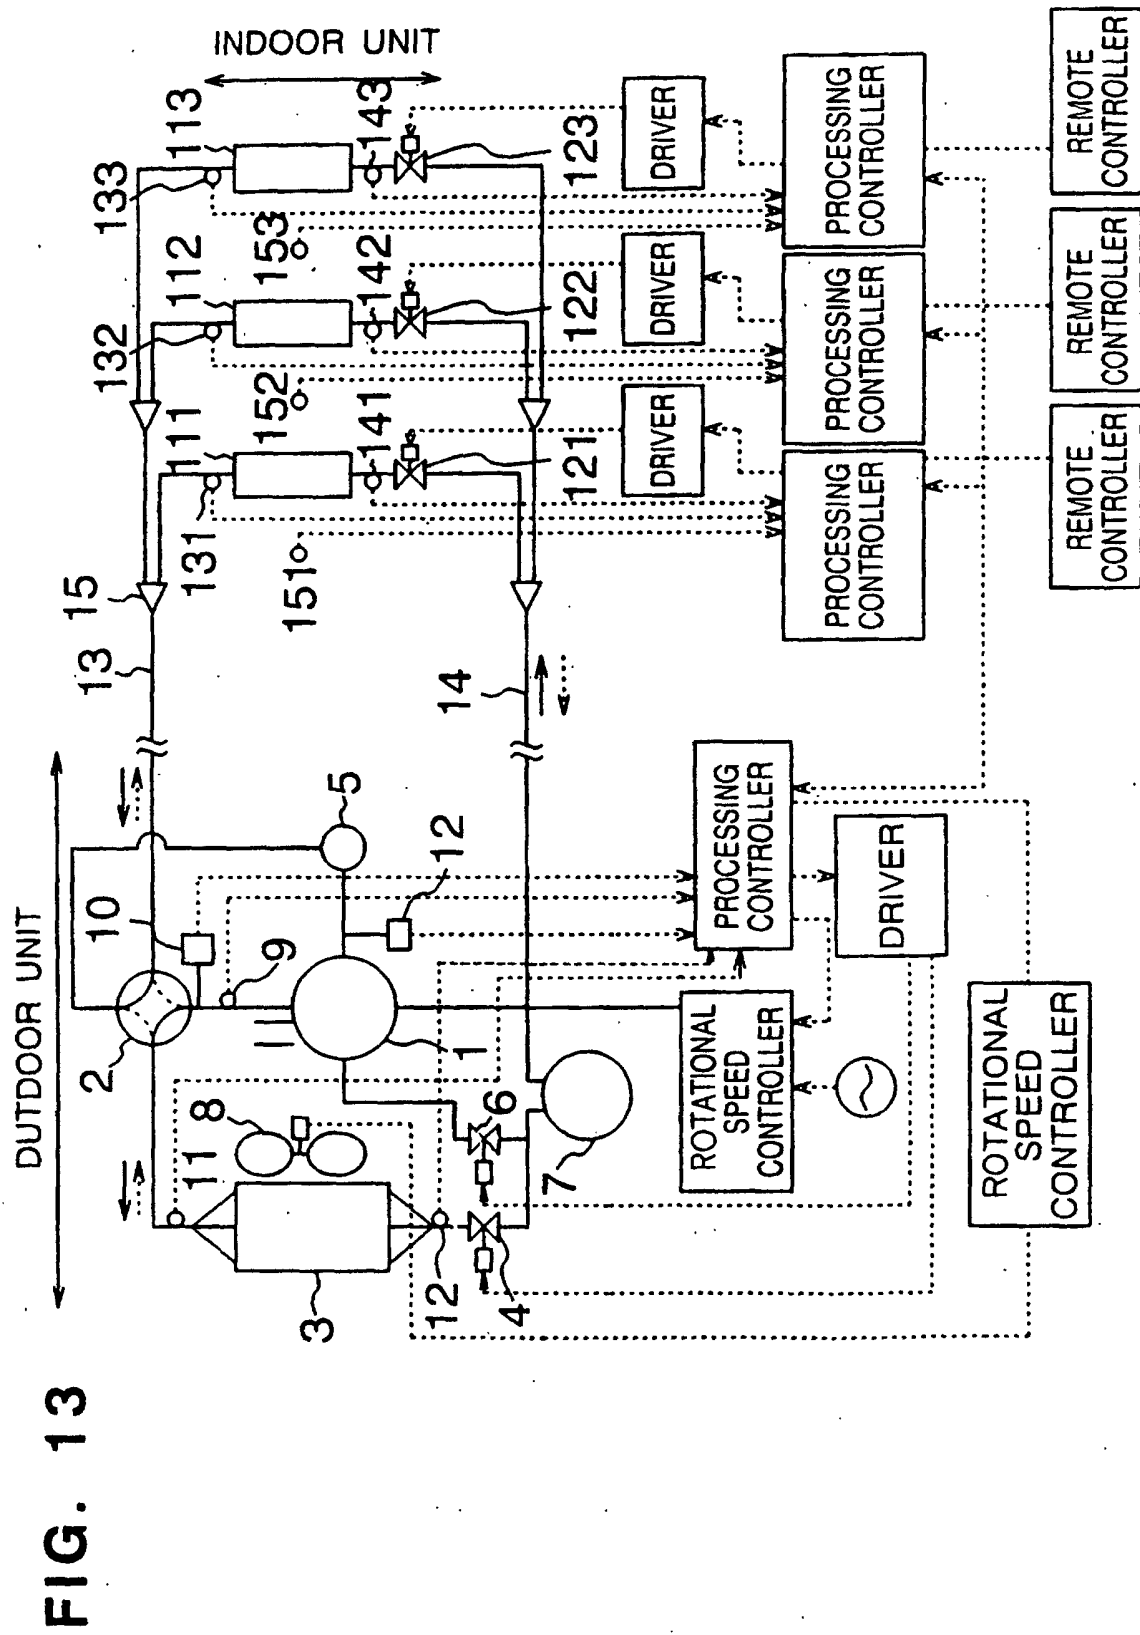 FIG. 13
DUTDOOR UNIT
INDOOR UNIT
2
10
13
15
111
132
112
133
113
11
8
9
5
12
131
151
152
141
153
142
143
3
12
4
6
1
7
14
121
122
123
DRIVER
DRIVER
DRIVER
ROTATIONAL
SPEED
CONTROLLER
PROCESSING
CONTROLLER
DRIVER
PROCESSING
CONTROLLER
PROCESSING
CONTROLLER
PROCESSING
CONTROLLER
ROTATIONAL
SPEED
CONTROLLER
REMOTE
CONTROLLER
REMOTE
CONTROLLER
REMOTE
CONTROLLER